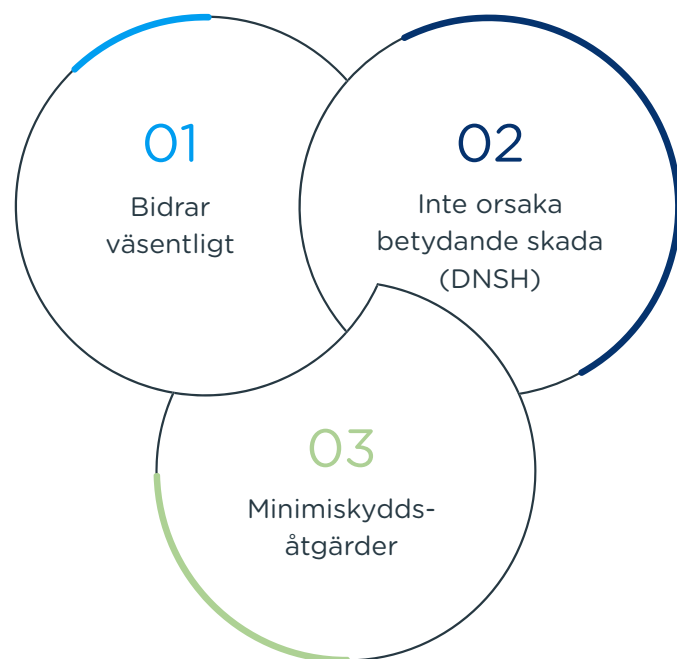 01
Bidrar
väsentligt
02
Inte orsaka
betydande skada
(DNSH)
03
Minimiskydds-
åtgärder